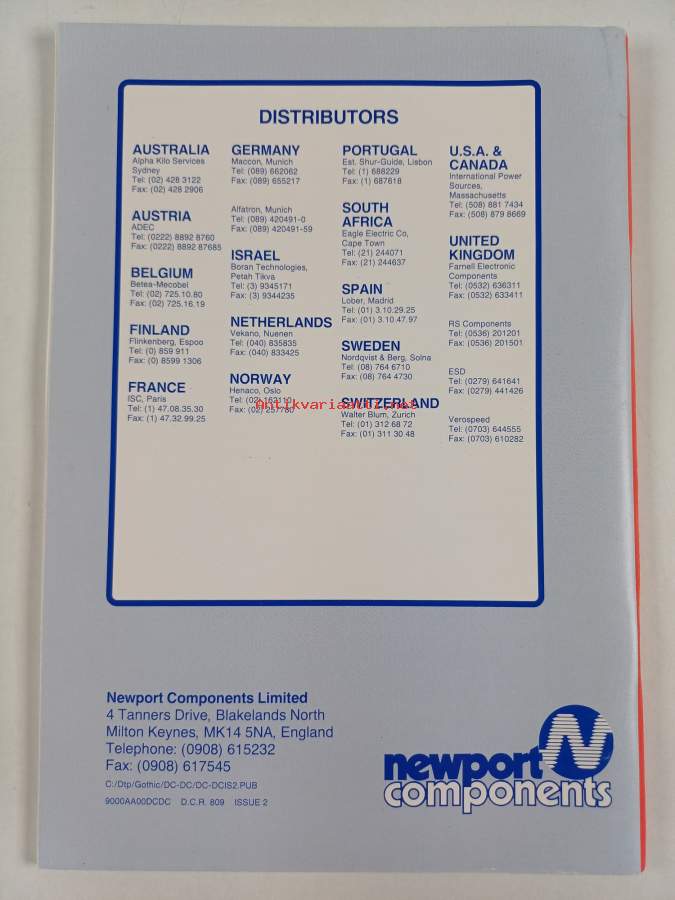 DISTRIBUTORS
AUSTRALIA
Alpha Kilo Services
Sydney
Tel: (02) 428 3122
Fax: (02) 428 2906
AUSTRIA
ADEC
Tel: (0222) 8892 8760
Fax: (0222) 8892 87685
BELGIUM
Betea-Mecobel
Tel: (02) 725.10.80
Fax: (02) 725.16.19
FINLAND
Flinkenberg, Espoo
Tel: (0) 859 911
Fax: (0) 8599 1306
FRANCE
ISC, Paris
Tel: (1) 47.08.35.30
Fax: (1) 47.32.99.25
GERMANY
Maccon, Munich
Tel: (089) 662062
Fax: (089) 655217
Alfatron, Munich
Tel: (089) 420491-0
Fax: (089) 420491-59
ISRAEL
Boran Technologies,
Petah Tikva
Tel: (3) 9345171
Fax: (3) 9344235
NETHERLANDS
Vekano, Nuenen
Tel: (040) 835835
Fax: (040) 833425
NORWAY
Henaco, Oslo
Tel: (02) 162110
Fax: (02) 257780
PORTUGAL
Est. Shur-Guide, Lisbon
Tel: (1) 688229
Fax: (1) 687618
SOUTH
AFRICA
Eagle Electric Co,
Cape Town
Tel: (21) 244071
Fax: (21) 244637
SPAIN
Lober, Madrid
Tel: (01) 3.10.29.25
Fax: (01) 3.10.47.97
SWEDEN
Nordqvist & Berg, Solna
Tel: (08) 764 6710
Fax: (08) 764 4730
SWITZERLAND
Walter Blum, Zurich
Tel: (01) 312 68 72
Fax: (01) 311 30 48
U.S.A. &
CANADA
International Power
Sources,
Massachusetts
Tel: (508) 881 7434
Fax: (508) 879 8669
UNITED
KINGDOM
Farnell Electronic
Components
Tel: (0532) 636311
Fax: (0532) 633411
RS Components
Tel: (0536) 201201
Fax: (0536) 201501
ESD
Tel: (0279) 641641
Fax: (0279) 441426
Verospeed
Tel: (0703) 644555
Fax: (0703) 610282
Antikvariaatti.net
Newport Components Limited
4 Tanners Drive, Blakelands North
Milton Keynes, MK14 5NA, England
Telephone: (0908) 615232
Fax: (0908) 617545
C:/Dtp/Gothic/DC-DC/DC-DCIS2.PUB
9000AA00DCDC D.C.R. 809 ISSUE 2
newport
components